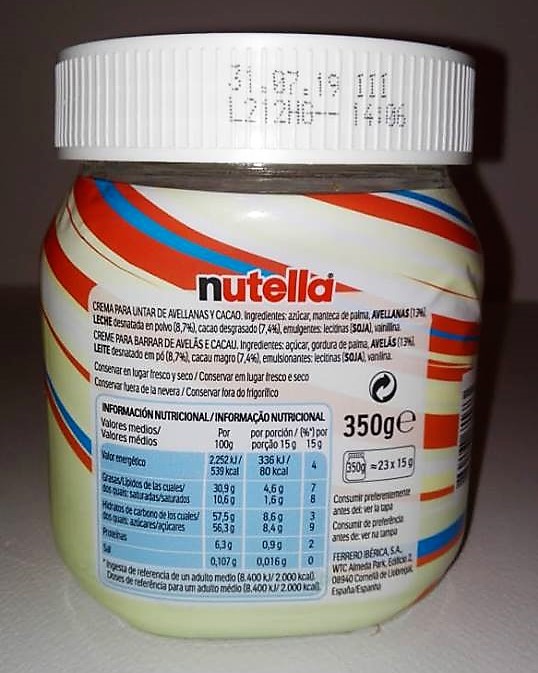 31.07.19 111
L212HG-- 14:06
nutella
CREMA PARA UNTAR DE AVELLANAS Y CACAO. Ingredientes: azúcar, manteca de palma, AVELLANAS (13%),
LECHE desnatada en polvo (8,7%), cacao desgrasado (7,4%), emulgentes: lecitinas (SOJA), vainillina.
CREME PARA BARRAR DE AVELÃS E CACAU. Ingredientes: açúcar, gordura de palma, AVELÃS (13%),
LEITE desnatado em pó (8,7%), cacau magro (7,4%), emulsionantes: lecitinas (SOJA), vanilina.
Conservar en lugar fresco y seco / Conservar em lugar fresco e seco
Conservar fuera de la nevera / Conservar fora do frigorífico
INFORMACIÓN NUTRICIONAL / INFORMAÇÃO NUTRICIONAL
Valores medios/ Por por porción / (%*) por
Valores médios 100g porção 15 g 15 g
Valor energético 2.252 kJ / 336 kJ / 4
539 kcal 80 kcal
Grasas/Lípidos de las cuales/ 30,9 g 4,6 g 7
dos quais: saturadas/saturados 10,6 g 1,6 g 8
Hidratos de carbono de los cuales/ 57,5 g 8,6 g 3
dos quais: azúcares/açúcares 56,3 g 8,4 g 9
Proteínas 6,3 g 0,9 g 2
Sal 0,107 g 0,016 g 0
*Ingesta de referencia de un adulto medio (8.400 kJ/ 2.000 kcal).
Doses de referência para um adulto médio (8.400 kJ/ 2.000 kcal).
350g e
350g ≈ 23 x 15 g
Consumir preferentemente
antes del: ver la tapa
Consumir de preferência
antes de: ver na tampa
FERRERO IBÉRICA, S.A.,
WTC Almeda Park, Edificio 2,
08940 Cornellà de Llobregat,
España/Espanha